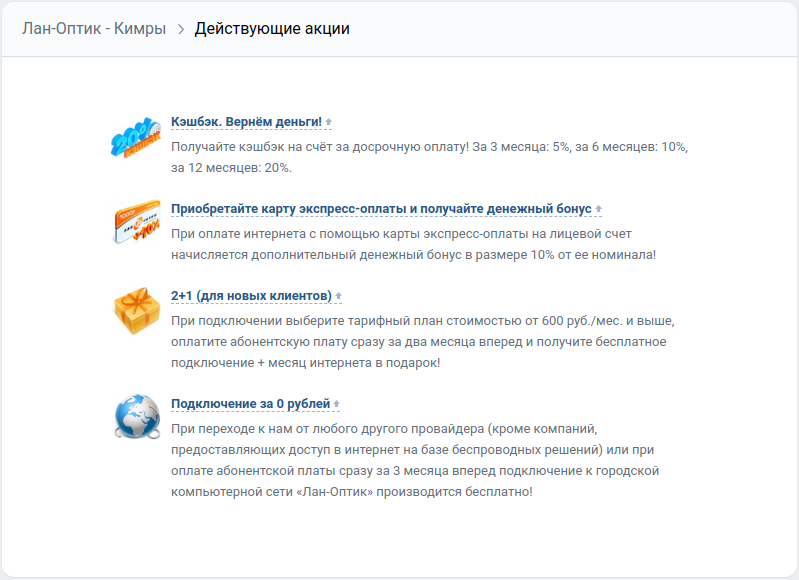 Лан-Оптик - Кимры > Действующие акции
Кэшбэк. Вернём деньги!
Получайте кэшбэк на счёт за досрочную оплату! За 3 месяца: 5%, за 6 месяцев: 10%,
за 12 месяцев: 20%.
Приобретайте карту экспресс-оплаты и получайте денежный бонус
При оплате интернета с помощью карты экспресс-оплаты на лицевой счет
начисляется дополнительный денежный бонус в размере 10% от ее номинала!
2+1 (для новых клиентов)
При подключении выберите тарифный план стоимостью от 600 руб./мес. и выше,
оплатите абонентскую плату сразу за два месяца вперед и получите бесплатное
подключение + месяц интернета в подарок!
Подключение за 0 рублей
При переходе к нам от любого другого провайдера (кроме компаний,
предоставляющих доступ в интернет на базе беспроводных решений) или при
оплате абонентской платы сразу за 3 месяца вперед подключение к городской
компьютерной сети «Лан-Оптик» производится бесплатно!